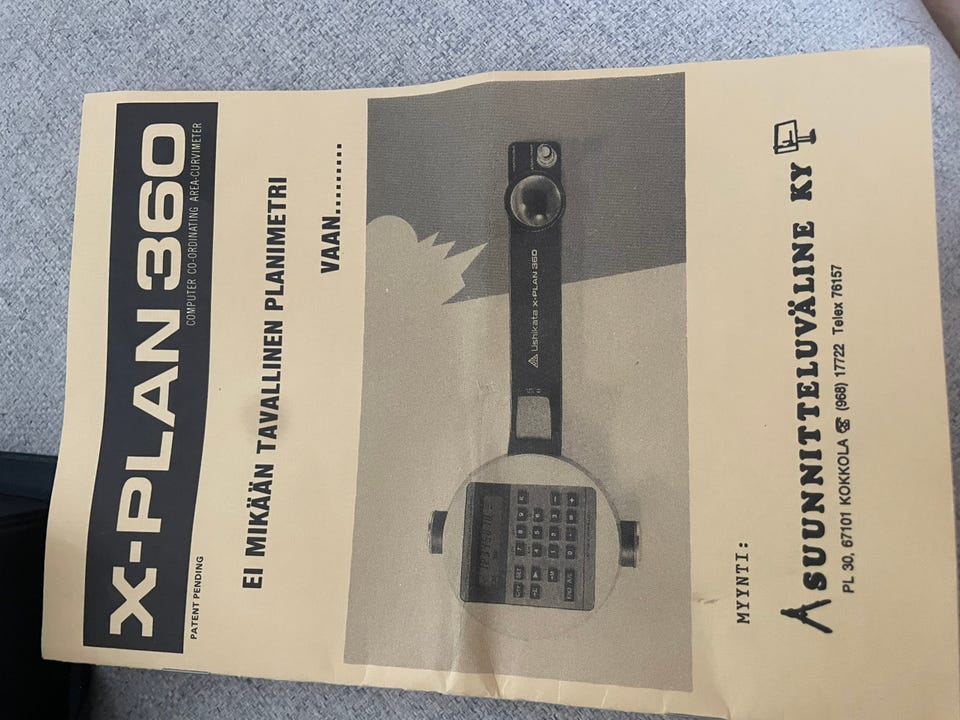 X-PLAN 360
COMPUTER CO-ORDINATING AREA-CURVIMETER
PATENT PENDING
EI MIKÄÄN TAVALLINEN PLANIMETRI
VAAN..........
Ushikata X-PLAN 360
MYYNTI:
SUUNNITTELUVÄLINE KY
PL 30, 67101 KOKKOLA ☎ (968) 17722 Telex 76157